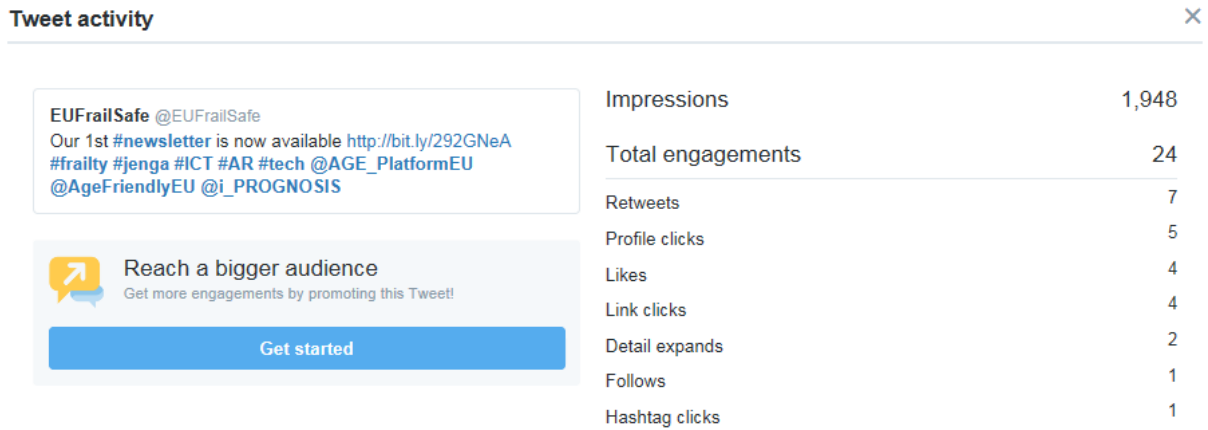 Tweet activity
EUFrailSafe @EUFrailSafe
Our 1st #newsletter is now available http://bit.ly/292GNeA
#frailty #jenga #ICT #AR #tech @AGE_PlatformEU
@AgeFriendlyEU @i_PROGNOSIS
Reach a bigger audience
Get more engagements by promoting this Tweet!
Get started
Impressions 1,948
Total engagements 24
Retweets 7
Profile clicks 5
Likes 4
Link clicks 4
Detail expands 2
Follows 1
Hashtag clicks 1